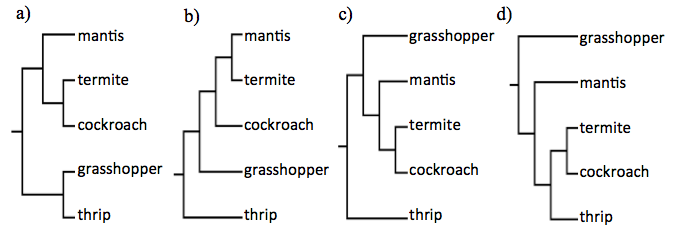 a)
mantis
termite
cockroach
grasshopper
thrip
b)
mantis
termite
cockroach
grasshopper
thrip
c)
grasshopper
mantis
termite
cockroach
thrip
d)
grasshopper
mantis
termite
cockroach
thrip